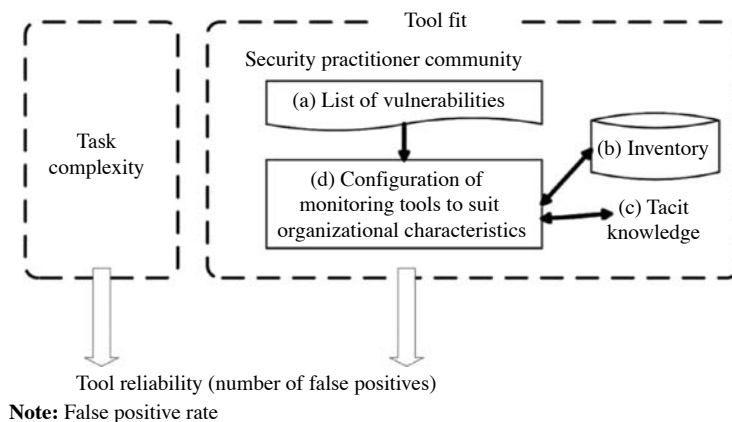 Tool fit
Security practitioner community
(a) List of vulnerabilities
Task
complexity
(b) Inventory
(d) Configuration of
monitoring tools to suit
organizational characteristics
(c) Tacit
knowledge
Tool reliability (number of false positives)
Note: False positive rate